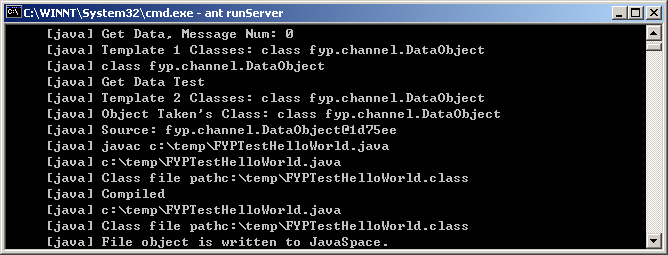 C:\WINNT\System32\cmd.exe - ant runServer
[java] Get Data, Message Num: 0
[java] Template 1 Classes: class fyp.channel.DataObject
[java] class fyp.channel.DataObject
[java] Get Data Test
[java] Template 2 Classes: class fyp.channel.DataObject
[java] Object Taken's Class: class fyp.channel.DataObject
[java] Source: fyp.channel.DataObject@1d75ee
[java] javac c:\temp\FYPTestHelloWorld.java
[java] c:\temp\FYPTestHelloWorld.java
[java] Class file pathc:\temp\FYPTestHelloWorld.class
[java] Compiled
[java] c:\temp\FYPTestHelloWorld.java
[java] Class file pathc:\temp\FYPTestHelloWorld.class
[java] File object is written to JavaSpace.